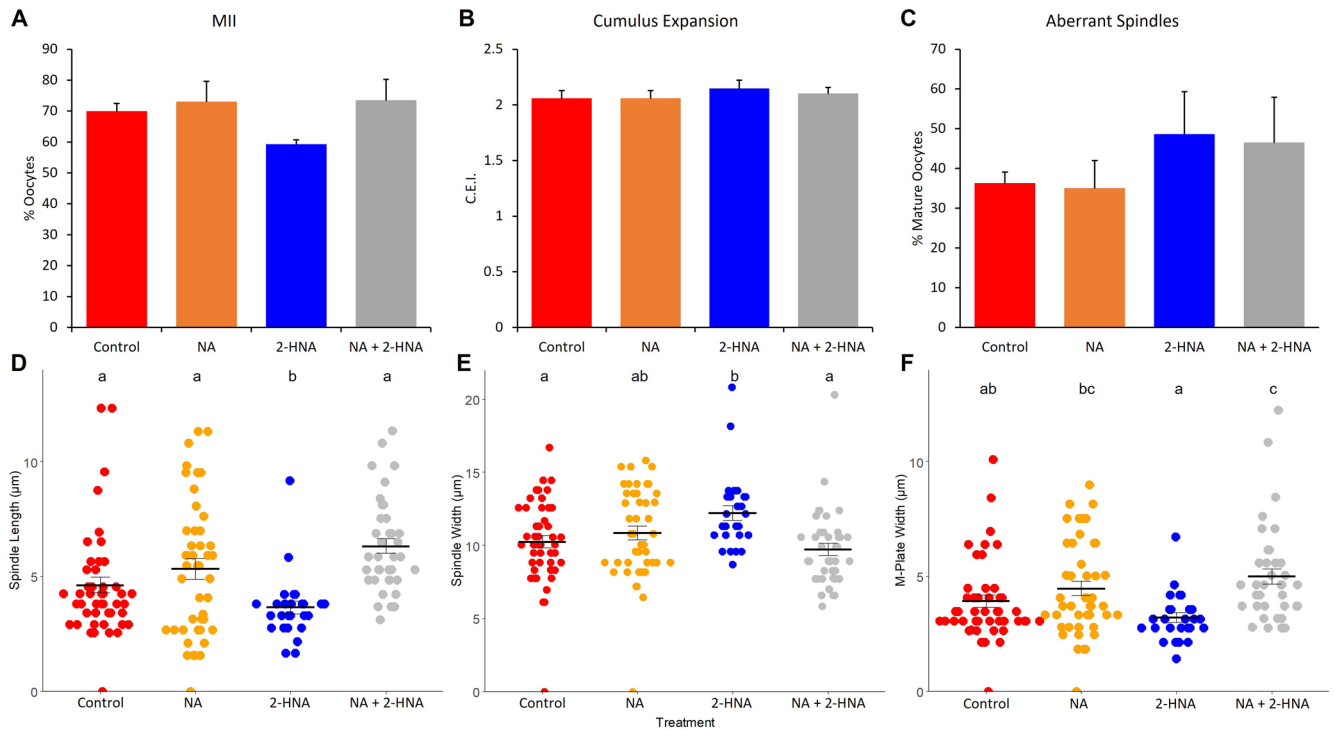 A
MII
% Oocytes
90
80
70
60
50
40
30
20
10
0
Control
NA
2-HNA
NA + 2-HNA
B
Cumulus Expansion
C.E.I.
2.5
2
1.5
1
0.5
0
Control
NA
2-HNA
NA + 2-HNA
C
Aberrant Spindles
% Mature Oocytes
70
60
50
40
30
20
10
0
Control
NA
2-HNA
NA + 2-HNA
D
a
a
b
a
Spindle Length (µm)
10
5
0
Control
NA
2-HNA
NA + 2-HNA
E
a
ab
b
a
Spindle Width (µm)
20
15
10
5
0
Control
NA
2-HNA
NA + 2-HNA
Treatment
F
ab
bc
a
c
M-Plate Width (µm)
10
5
0
Control
NA
2-HNA
NA + 2-HNA